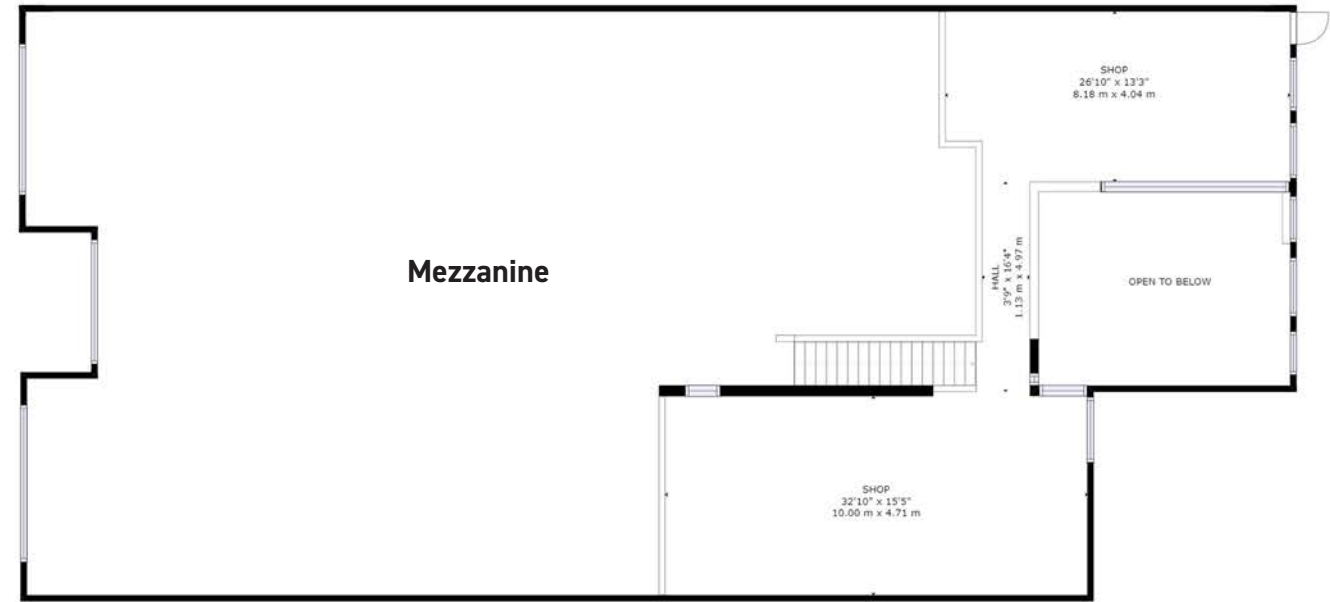 SHOP
26'10" x 13'3"
8.18 m x 4.04 m
Mezzanine
HALL
3'9" x 16'4"
1.13 m x 4.97 m
OPEN TO BELOW
SHOP
32'10" x 15'5"
10.00 m x 4.71 m